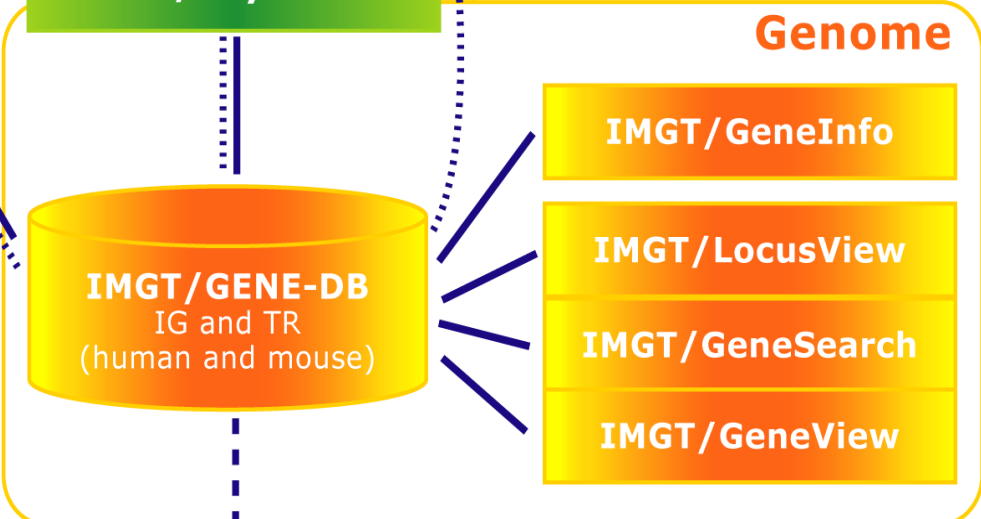 Genome
IMGT/GeneInfo
IMGT/LocusView
IMGT/GENE-DB
IG and TR
(human and mouse)
IMGT/GeneSearch
IMGT/GeneView